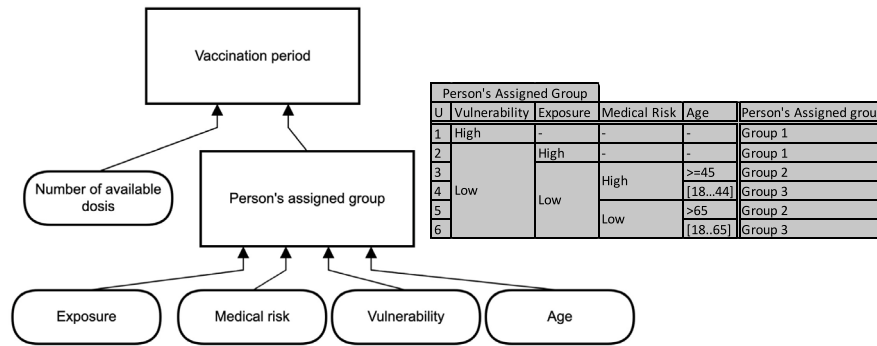 Vaccination period
Number of available
dosis
Person's assigned group
Exposure
Medical risk
Vulnerability
Age
Person's Assigned Group
U Vulnerability Exposure Medical Risk Age Person's Assigned grou
1 High - - - Group 1
2 Low High - - Group 1
3 Low High >=45 Group 2
4 [18...44] Group 3
5 Low >65 Group 2
6 [18..65] Group 3